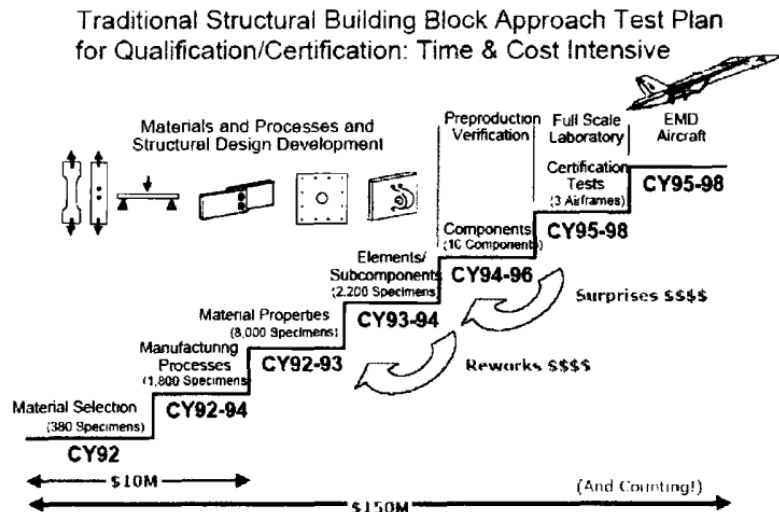 Traditional Structural Building Block Approach Test Plan
for Qualification/Certification: Time & Cost Intensive
Materials and Processes and
Structural Design Development
Preproduction
Verification
Full Scale
Laboratory
EMD
Aircraft
Certification
Tests
(3 Airframes)
CY95-98
CY95-98
Components
(10 Components)
CY94-96
Elements/
Subcomponents
(2,200 Specimens
CY93-94
Surprises $$$$
Material Properties
(8,000 Specimens)
CY92-93
Reworks $$$$
Manufacturing
Processes
(1,800 Specimens
CY92-94
Material Selection
(380 Specimens)
CY92
$10M
(And Counting!)
$150M